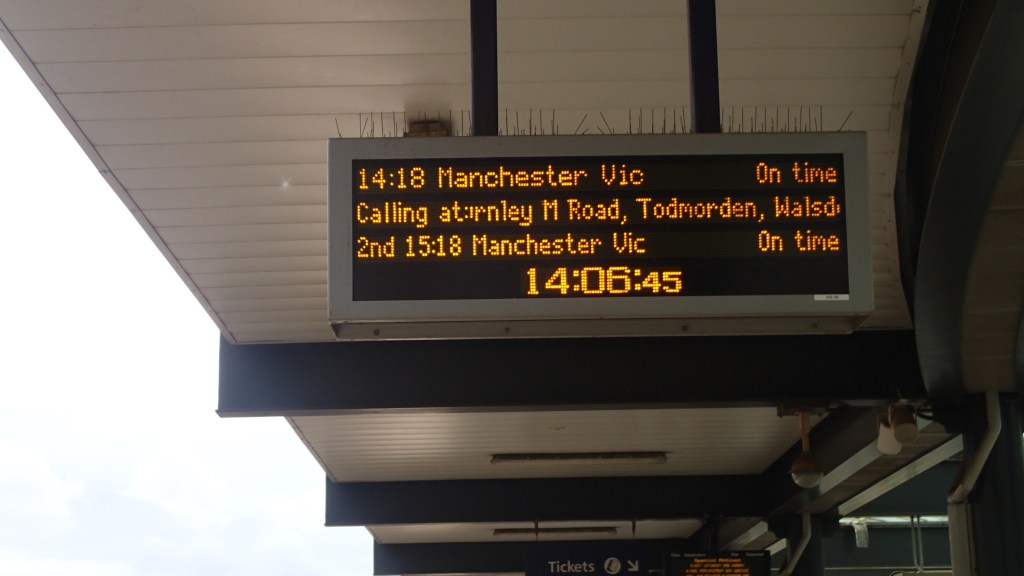 14:18 Manchester Vic On time
Calling at:rnley M Road, Todmorden, Walsd
2nd 15:18 Manchester Vic On time
14:06:45
Tickets